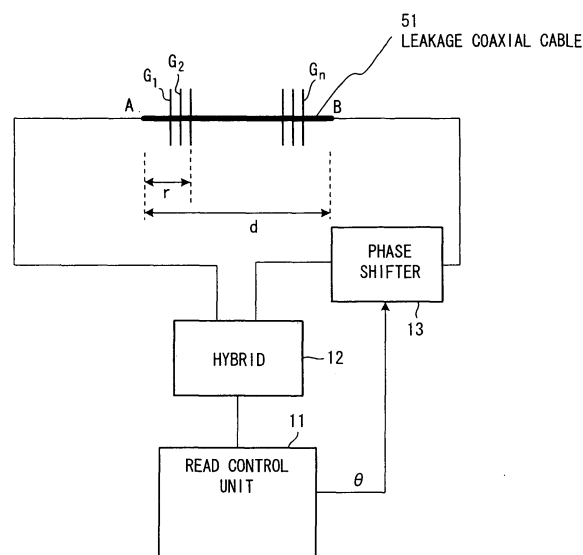 51
LEAKAGE COAXIAL CABLE
G1
G2
Gn
A
B
r
d
PHASE
SHIFTER
13
HYBRID
12
11
READ CONTROL
UNIT
θ